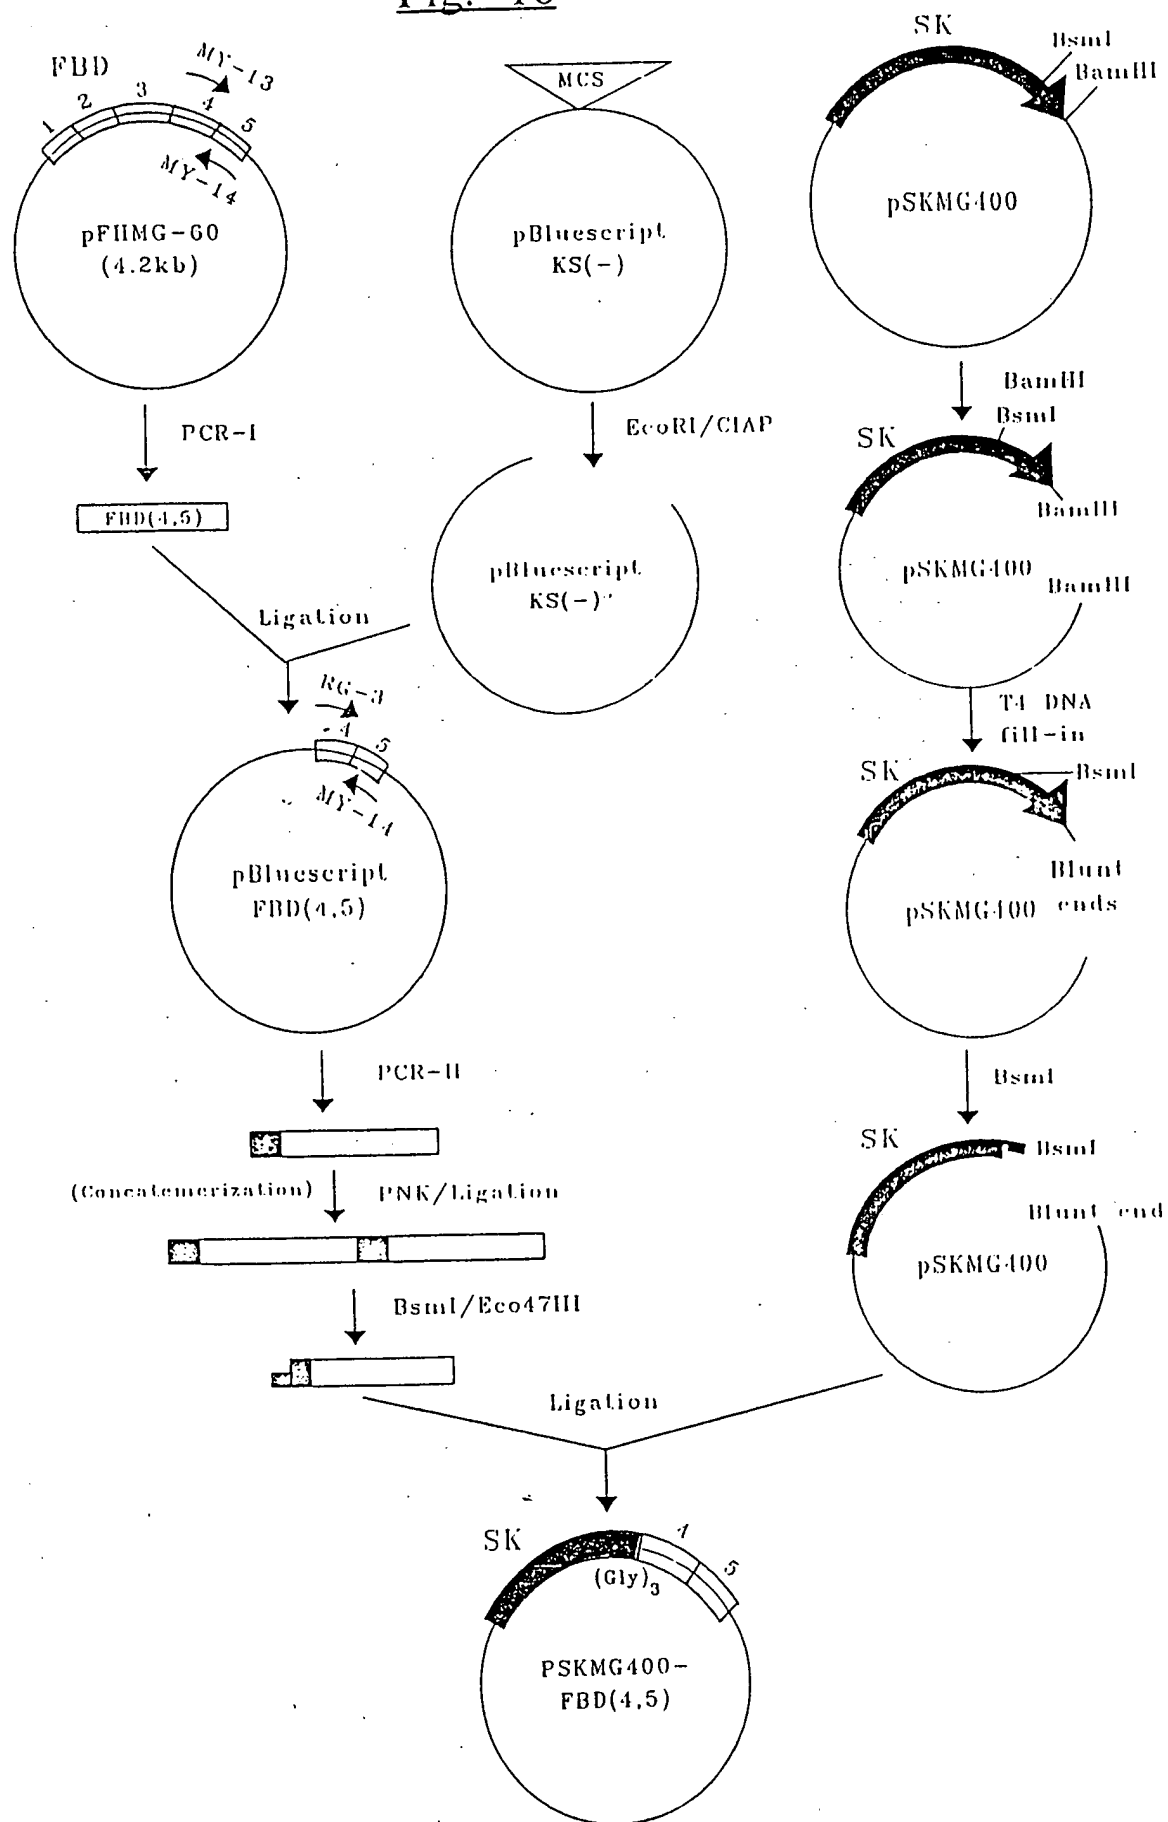 FBD
1
2
3
4
5
MY-13
MY-14
pFHMG-60
(4.2kb)
MCS
pBluescript
KS(-)
SK
BsmI
BamHI
pSKMG400
PCR-I
EcoRI/CIAP
BamHI
FBD(4,5)
pBluescript
KS(-)
SK
BsmI
BamHI
pSKMG400
BamHI
Ligation
T4 DNA
fill-in
RG-3
4
5
MY-14
pBluescript
FBD(4,5)
SK
BsmI
Blunt
ends
pSKMG400
PCR-II
BsmI
(Concatemerization)
PNK/Ligation
SK
BsmI
Blunt end
pSKMG400
BsmI/Eco47III
Ligation
SK
4
5
(Gly)3
PSKMG400-
FBD(4,5)